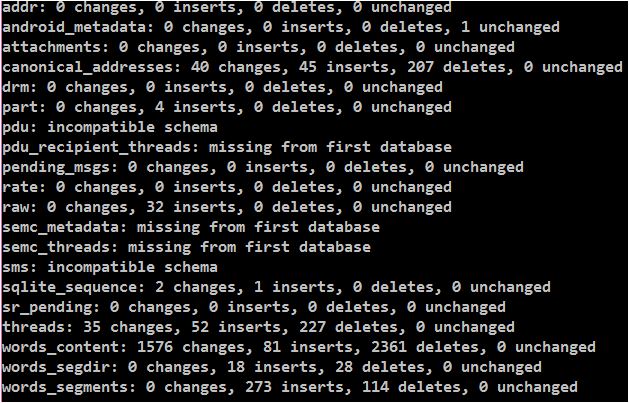 addr: 0 changes, 0 inserts, 0 deletes, 0 unchanged
android_metadata: 0 changes, 0 inserts, 0 deletes, 1 unchanged
attachments: 0 changes, 0 inserts, 0 deletes, 0 unchanged
canonical_addresses: 40 changes, 45 inserts, 207 deletes, 0 unchanged
drm: 0 changes, 0 inserts, 0 deletes, 0 unchanged
part: 0 changes, 4 inserts, 0 deletes, 0 unchanged
pdu: incompatible schema
pdu_recipient_threads: missing from first database
pending_msgs: 0 changes, 0 inserts, 0 deletes, 0 unchanged
rate: 0 changes, 0 inserts, 0 deletes, 0 unchanged
raw: 0 changes, 32 inserts, 0 deletes, 0 unchanged
semc_metadata: missing from first database
semc_threads: missing from first database
sms: incompatible schema
sqlite_sequence: 2 changes, 1 inserts, 0 deletes, 0 unchanged
sr_pending: 0 changes, 0 inserts, 0 deletes, 0 unchanged
threads: 35 changes, 52 inserts, 227 deletes, 0 unchanged
words_content: 1576 changes, 81 inserts, 2361 deletes, 0 unchanged
words_segdir: 0 changes, 18 inserts, 28 deletes, 0 unchanged
words_segments: 0 changes, 273 inserts, 114 deletes, 0 unchanged